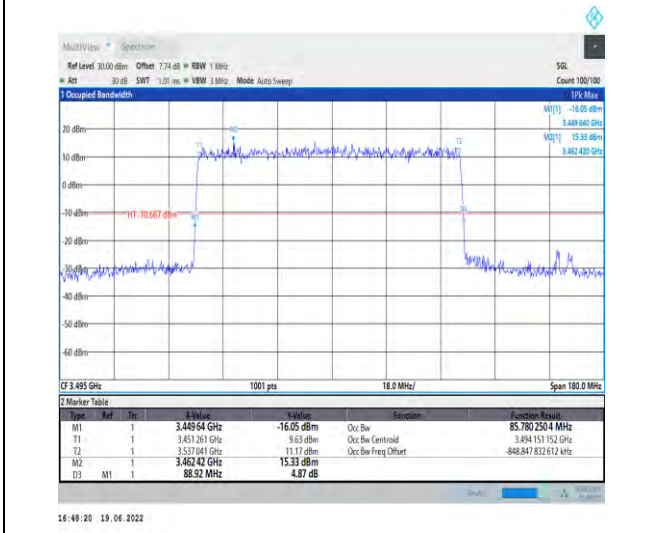 MultiView Spectrum
Ref Level 30.00 dBm Offset 7.74 dB RBW 1 MHz SGL
Att 30 dB SWT 1.01 ms VBW 3 MHz Mode Auto Sweep Count 100/100
1 Occupied Bandwidth 1Pk Max
M1[1] -16.05 dBm
3.449 640 GHz
M2[1] 15.33 dBm
3.462 420 GHz
20 dBm
10 dBm
0 dBm
-10 dBm
H1 -10.667 dBm
-20 dBm
-30 dBm
-40 dBm
-50 dBm
-60 dBm
T1
M2
T2
M1
D3
CF 3.495 GHz 1001 pts 18.0 MHz/ Span 180.0 MHz
2 Marker Table
Type Ref Trc X-Value Y-Value Function Function Result
M1 1 3.449 64 GHz -16.05 dBm Occ Bw 85.780 250 4 MHz
T1 1 3.451 261 GHz 9.63 dBm Occ Bw Centroid 3.494 151 152 GHz
T2 1 3.537 041 GHz 11.17 dBm Occ Bw Freq Offset -848.847 832 612 kHz
M2 1 3.462 42 GHz 15.33 dBm
D3 M1 1 88.92 MHz 4.87 dB
16:48:20 19.06.2022